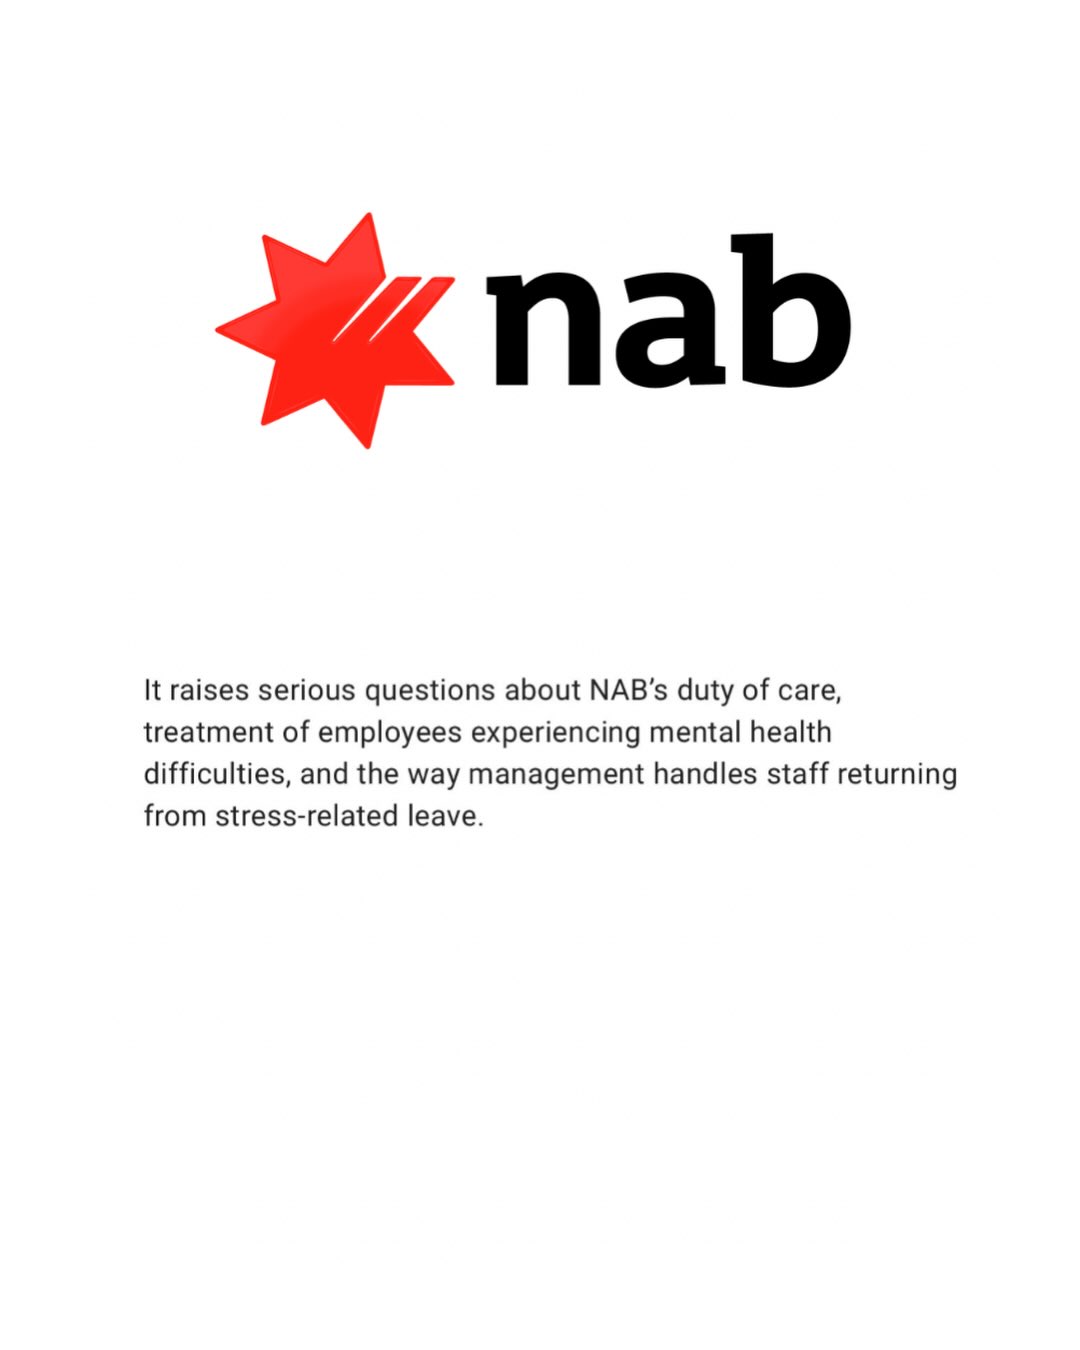 nab
It raises serious questions about NAB’s duty of care,
treatment of employees experiencing mental health
difficulties, and the way management handles staff returning
from stress-related leave.